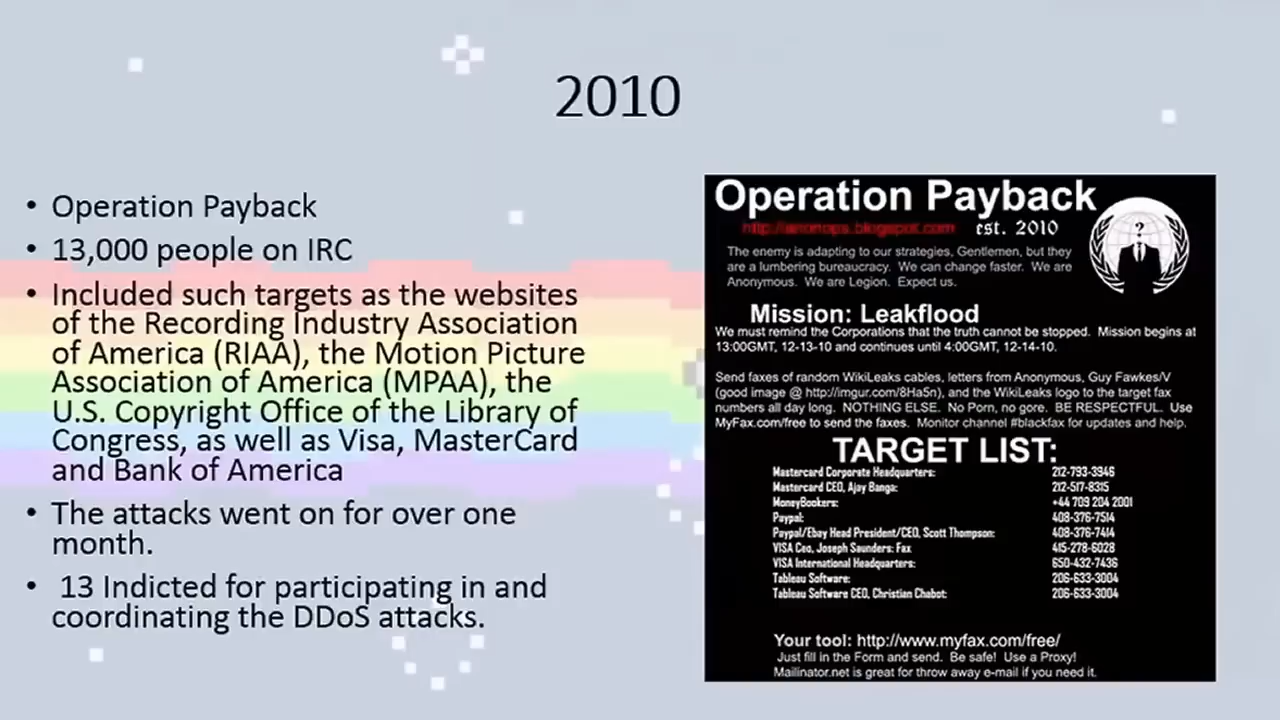 2010
• Operation Payback
• 13,000 people on IRC
• Included such targets as the websites
of the Recording Industry Association
of America (RIAA), the Motion Picture
Association of America (MPAA), the
U.S. Copyright Office of the Library of
Congress, as well as Visa, MasterCard
and Bank of America
• The attacks went on for over one
month.
• 13 Indicted for participating in and
coordinating the DDoS attacks.
Operation Payback
http://anonops.blogspot.com est. 2010
The enemy is adapting to our strategies, Gentlemen, but they
are a lumbering bureaucracy. We can change faster. We are
Anonymous. We are Legion. Expect us.
?
Mission: Leakflood
We must remind the Corporations that the truth cannot be stopped. Mission begins at
13:00GMT, 12-13-10 and continues until 4:00GMT, 12-14-10.
Send faxes of random WikiLeaks cables, letters from Anonymous, Guy Fawkes/V
(good image @ http://imgur.com/8Ha5n), and the WikiLeaks logo to the target fax
numbers all day long. NOTHING ELSE. No Porn, no gore. BE RESPECTFUL. Use
MyFax.com/free to send the faxes. Monitor channel #blackfax for updates and help.
TARGET LIST:
Mastercard Corporate Headquarters: 212-793-3946
Mastercard CEO, Ajay Banga: 212-517-8315
MoneyBookers: +44 709 204 2001
Paypal: 408-376-7514
Paypal/Ebay Head President/CEO, Scott Thompson: 408-376-7414
VISA Ceo, Joseph Saunders: Fax 415-278-6028
VISA International Headquarters: 650-432-7436
Tableau Software: 206-633-3004
Tableau Software CEO, Christian Chabot: 206-633-3004
Your tool: http://www.myfax.com/free/
Just fill in the Form and send. Be safe! Use a Proxy!
Mailinator.net is great for throw away e-mail if you need it.